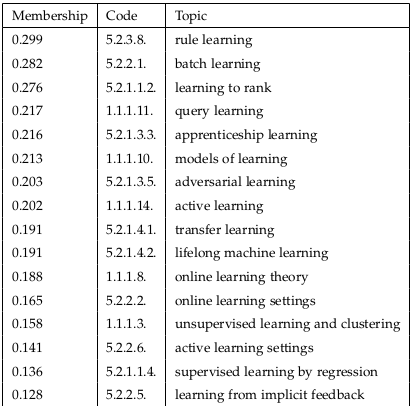 Membership Code Topic
0.299 5.2.3.8. rule learning
0.282 5.2.2.1. batch learning
0.276 5.2.1.1.2. learning to rank
0.217 1.1.1.11. query learning
0.216 5.2.1.3.3. apprenticeship learning
0.213 1.1.1.10. models of learning
0.203 5.2.1.3.5. adversarial learning
0.202 1.1.1.14. active learning
0.191 5.2.1.4.1. transfer learning
0.191 5.2.1.4.2. lifelong machine learning
0.188 1.1.1.8. online learning theory
0.165 5.2.2.2. online learning settings
0.158 1.1.1.3. unsupervised learning and clustering
0.141 5.2.2.6. active learning settings
0.136 5.2.1.1.4. supervised learning by regression
0.128 5.2.2.5. learning from implicit feedback